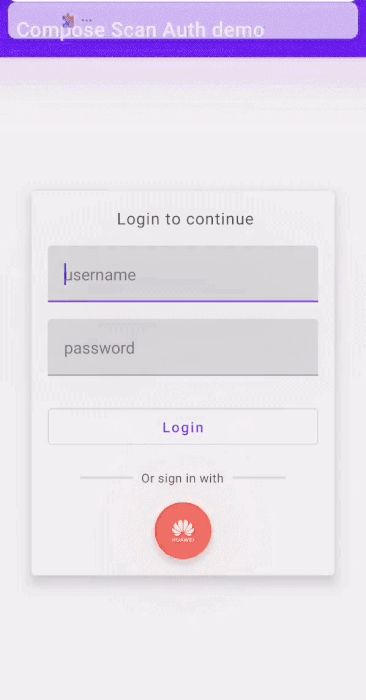 Compose Scan Auth demo
...
Login to continue
username
password
Login
Or sign in with
HUAWEI